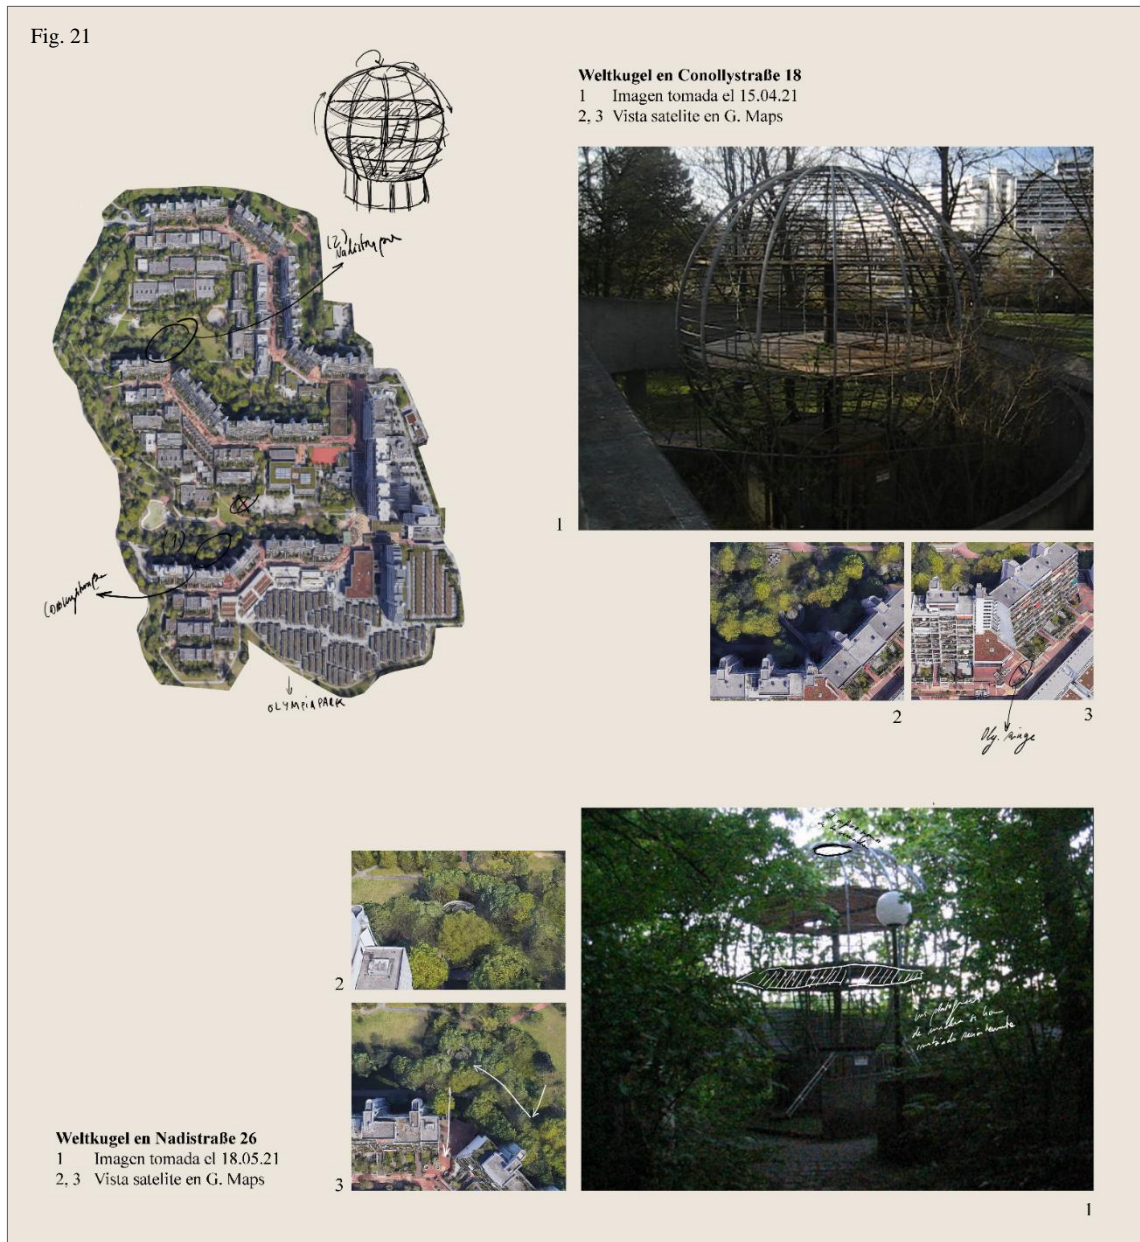 Fig. 21
Weltkugel en Conollystraße 18
1 Imagen tomada el 15.04.21
2, 3 Vista satelite en G. Maps
(2)
(1)
OLYMPIAPARK
1
2
3
Oly. ringe
2
3
Weltkugel en Nadistraße 26
1 Imagen tomada el 18.05.21
2, 3 Vista satelite en G. Maps
1